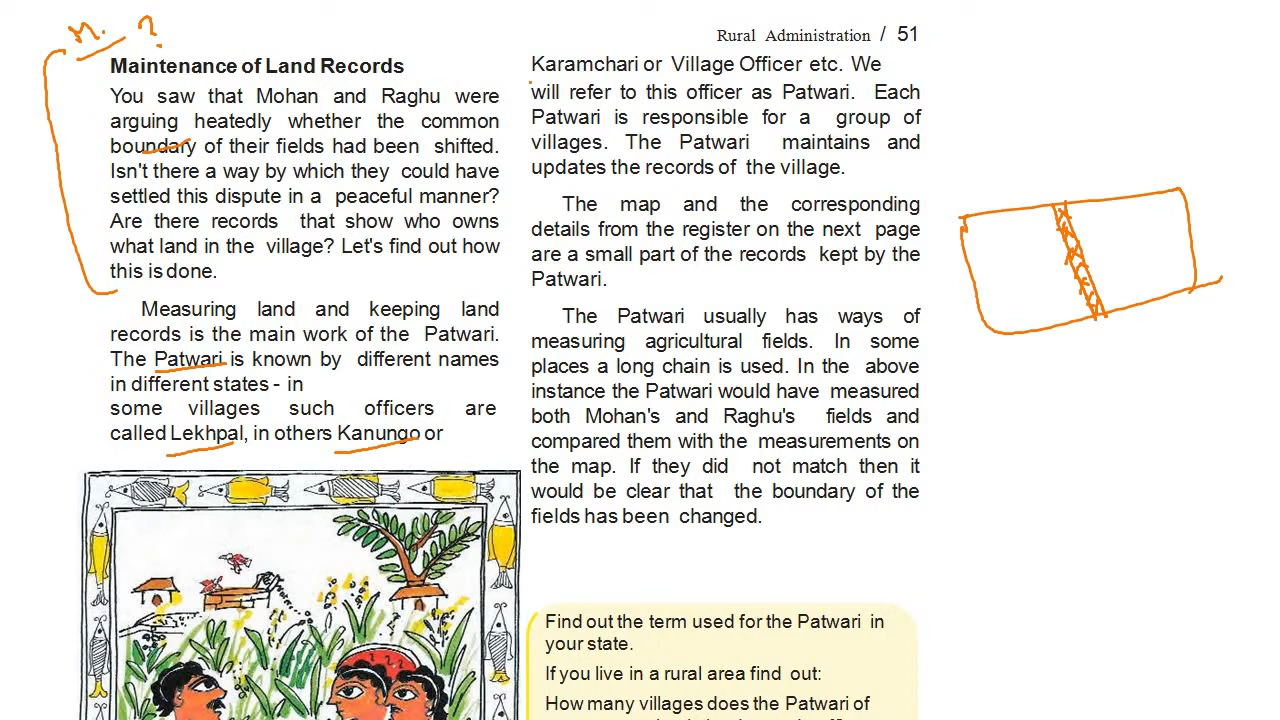 M. ?
Rural Administration / 51
Maintenance of Land Records
You saw that Mohan and Raghu were
arguing heatedly whether the common
boundary of their fields had been shifted.
Isn't there a way by which they could have
settled this dispute in a peaceful manner?
Are there records that show who owns
what land in the village? Let's find out how
this is done.
Measuring land and keeping land
records is the main work of the Patwari.
The Patwari is known by different names
in different states - in
some villages such officers are
called Lekhpal, in others Kanungo or
Karamchari or Village Officer etc. We
will refer to this officer as Patwari. Each
Patwari is responsible for a group of
villages. The Patwari maintains and
updates the records of the village.
The map and the corresponding
details from the register on the next page
are a small part of the records kept by the
Patwari.
The Patwari usually has ways of
measuring agricultural fields. In some
places a long chain is used. In the above
instance the Patwari would have measured
both Mohan's and Raghu's fields and
compared them with the measurements on
the map. If they did not match then it
would be clear that the boundary of the
fields has been changed.
Find out the term used for the Patwari in
your state.
If you live in a rural area find out:
How many villages does the Patwari of